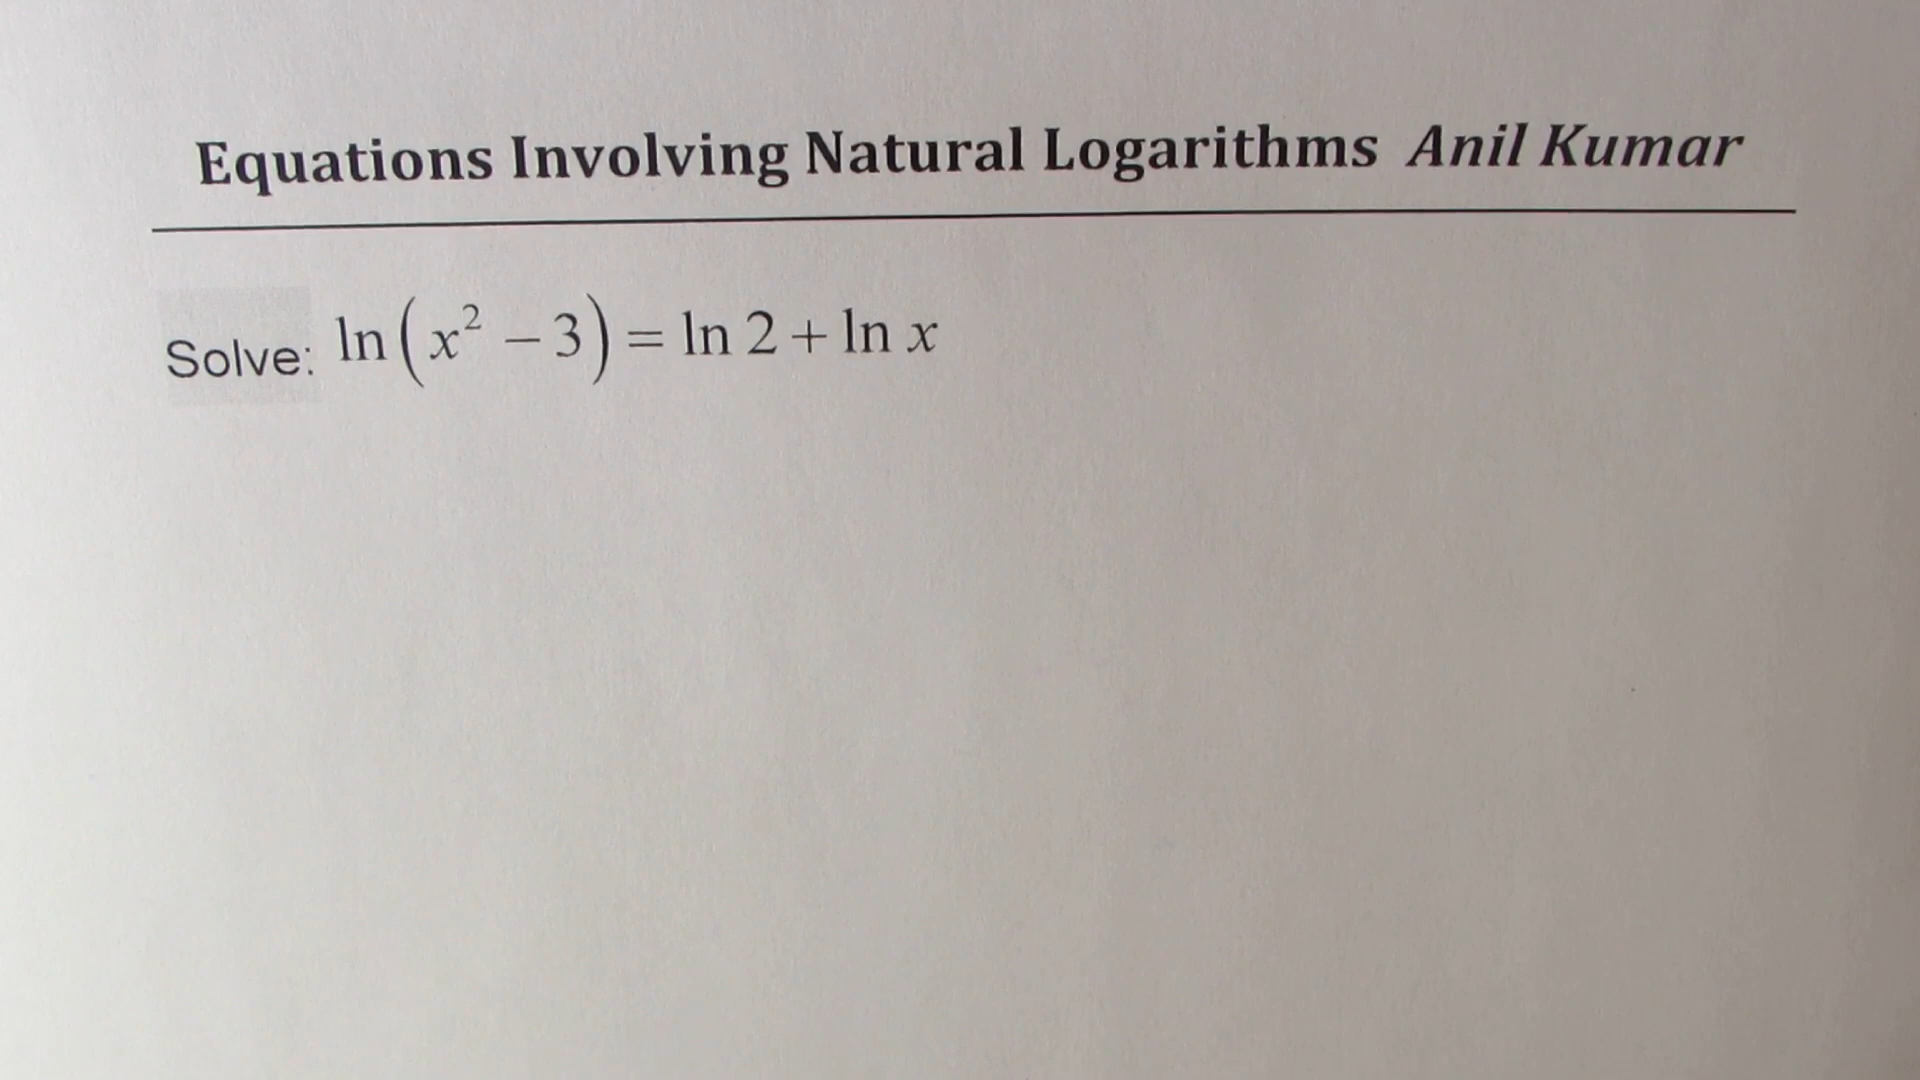 Equations Involving Natural Logarithms Anil Kumar
Solve: ln(x² − 3) = ln 2 + ln x